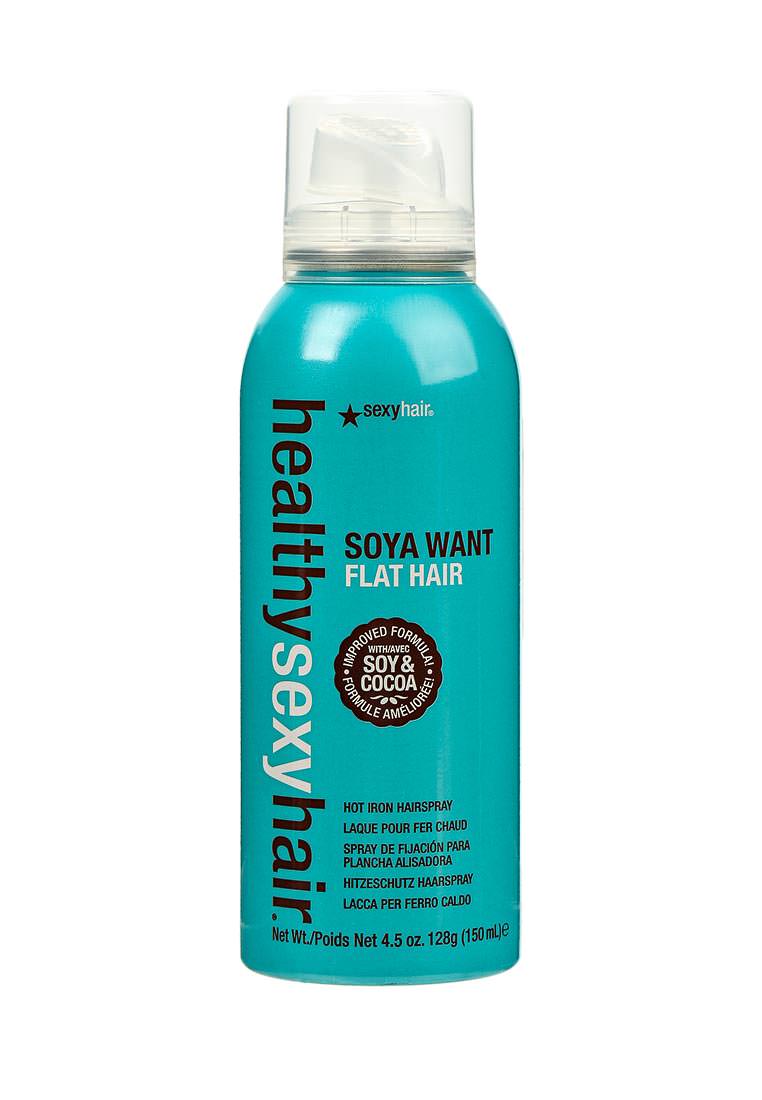 healthysexyhair®
★sexyhair®
SOYA WANT
FLAT HAIR
• IMPROVED FORMULA! •
WITH/AVEC
SOY &
COCOA
FORMULE AMÉLIORÉE!
HOT IRON HAIRSPRAY
LAQUE POUR FER CHAUD
SPRAY DE FIJACIÓN PARA
PLANCHA ALISADORA
HITZESCHUTZ HAARSPRAY
LACCA PER FERRO CALDO
Net Wt./Poids Net 4.5 oz. 128g (150 mL)℮